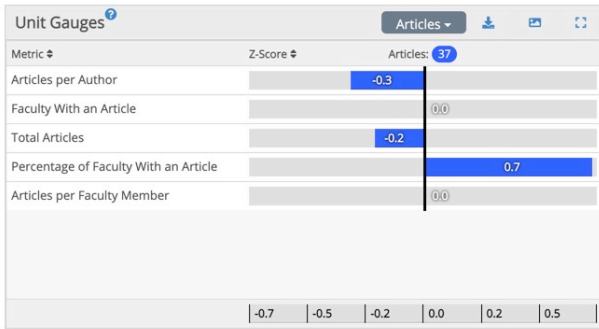 Unit Gauges ?
Articles
Metric Z-Score Articles: 37
Articles per Author -0.3
Faculty With an Article 0.0
Total Articles -0.2
Percentage of Faculty With an Article 0.7
Articles per Faculty Member 0.0
-0.7 -0.5 -0.2 0.0 0.2 0.5